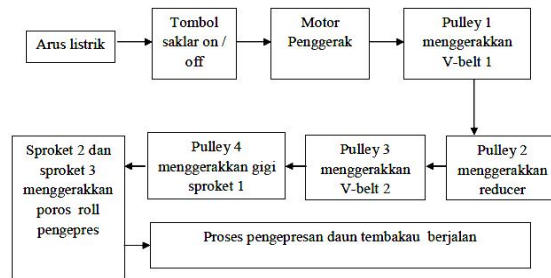 Arus listrik
Tombol
saklar on /
off
Motor
Penggerak
Pulley 1
menggerakkan
V-belt 1
Pulley 2
menggerakkan
reducer
Pulley 3
menggerakkan
V-belt 2
Pulley 4
menggerakkan gigi
sproket 1
Sproket 2 dan
sproket 3
menggerakkan
poros roll
pengepres
Proses pengepresan daun tembakau berjalan